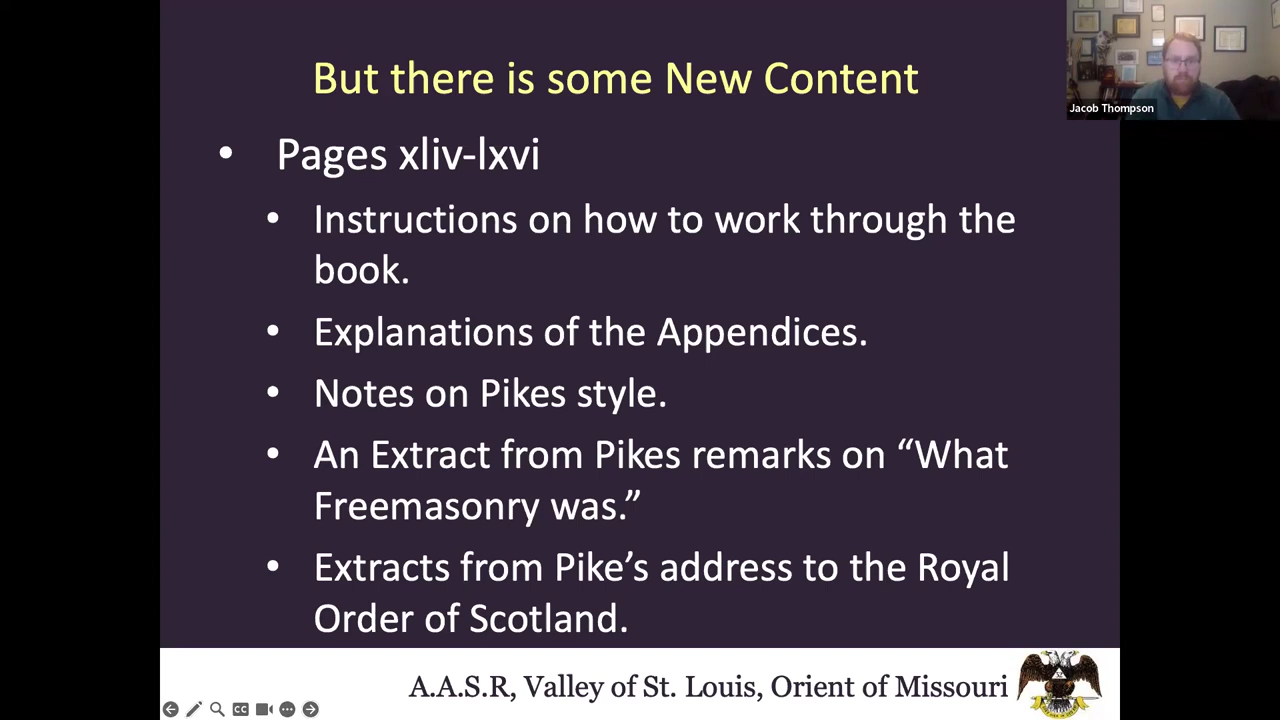 But there is some New Content
• Pages xliv-lxvi
• Instructions on how to work through the
book.
• Explanations of the Appendices.
• Notes on Pikes style.
• An Extract from Pikes remarks on “What
Freemasonry was.”
• Extracts from Pike’s address to the Royal
Order of Scotland.
A.A.S.R, Valley of St. Louis, Orient of Missouri
Jacob Thompson
CC